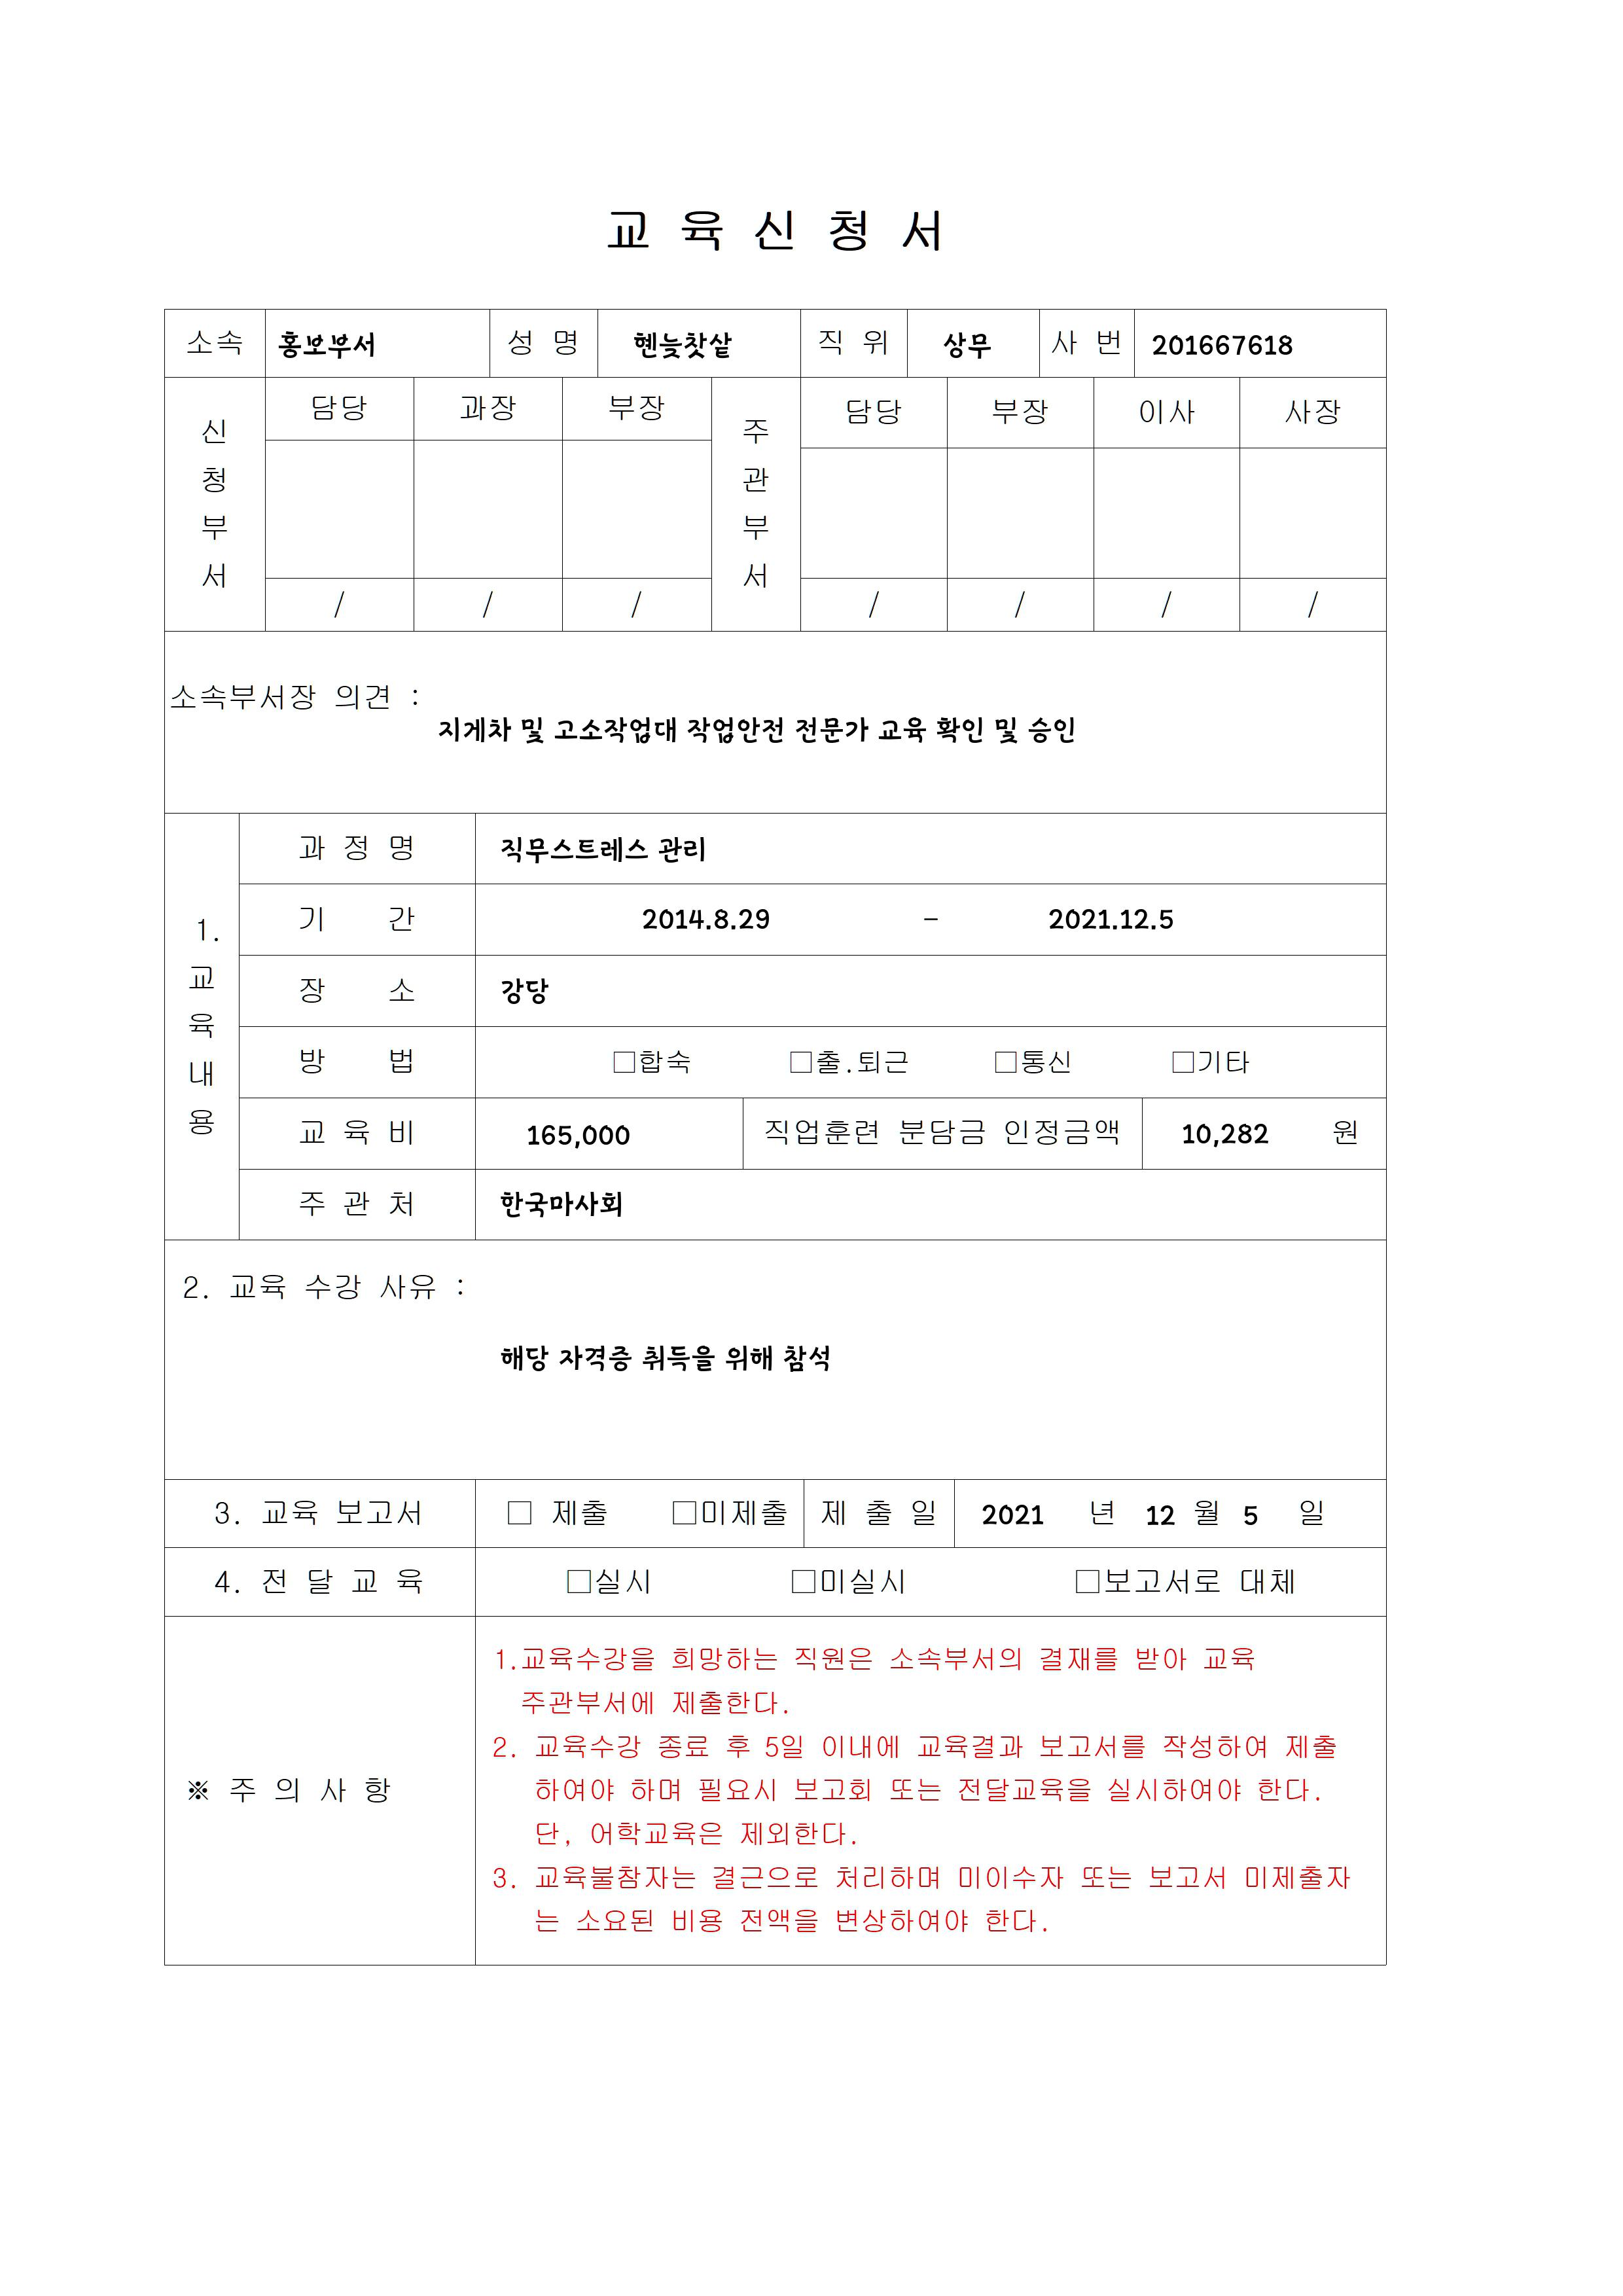 교 육 신 청 서
소속 홍보부서 성 명 헨늦찻샅 직 위 상무 사 번 201667618
신청부서 담당 과장 부장 주관부서 담당 부장 이사 사장
/ / / / / / /
소속부서장 의견 :
지게차 및 고소작업대 작업안전 전문가 교육 확인 및 승인
1. 교육내용
과 정 명 직무스트레스 관리
기 간 2014.8.29 - 2021.12.5
장 소 강당
방 법 □합숙 □출.퇴근 □통신 □기타
교 육 비 165,000 직업훈련 분담금 인정금액 10,282 원
주 관 처 한국마사회
2. 교육 수강 사유 :
해당 자격증 취득을 위해 참석
3. 교육 보고서 □ 제출 □미제출 제 출 일 2021 년 12 월 5 일
4. 전 달 교 육 □실시 □미실시 □보고서로 대체
※ 주 의 사 항
1.교육수강을 희망하는 직원은 소속부서의 결재를 받아 교육
주관부서에 제출한다.
2. 교육수강 종료 후 5일 이내에 교육결과 보고서를 작성하여 제출
하여야 하며 필요시 보고회 또는 전달교육을 실시하여야 한다.
단, 어학교육은 제외한다.
3. 교육불참자는 결근으로 처리하며 미이수자 또는 보고서 미제출자
는 소요된 비용 전액을 변상하여야 한다.